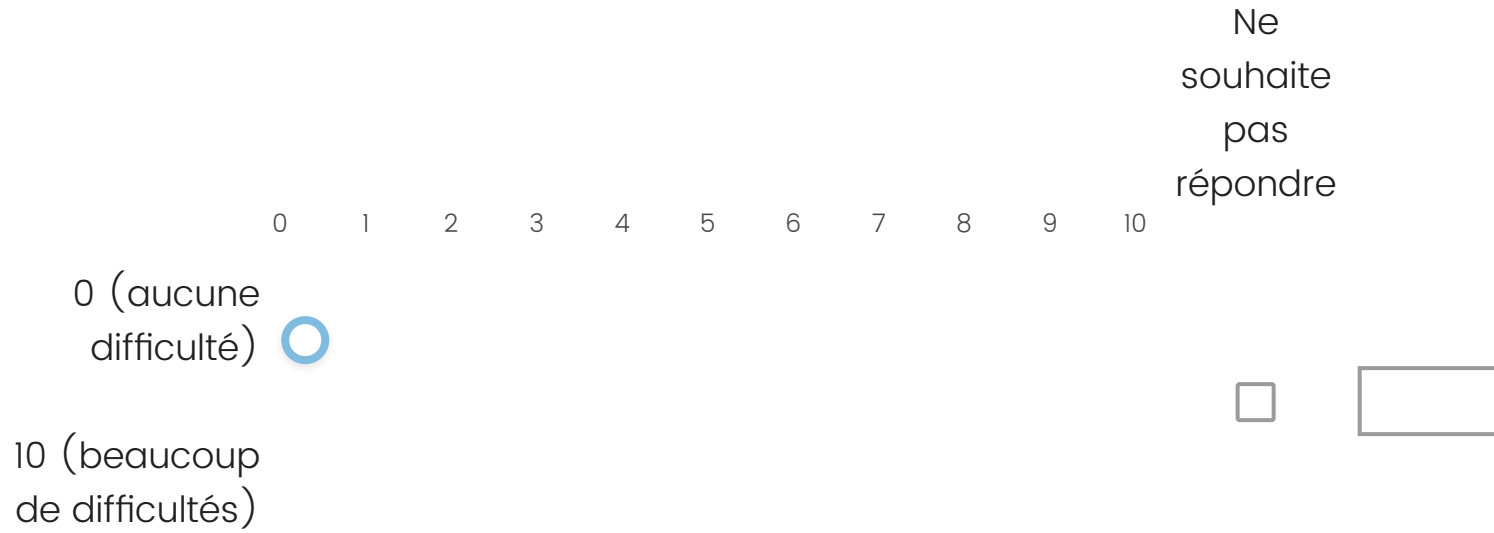 Ne
souhaite
pas
répondre
0 1 2 3 4 5 6 7 8 9 10
0 (aucune
difficulté)
10 (beaucoup
de difficultés)